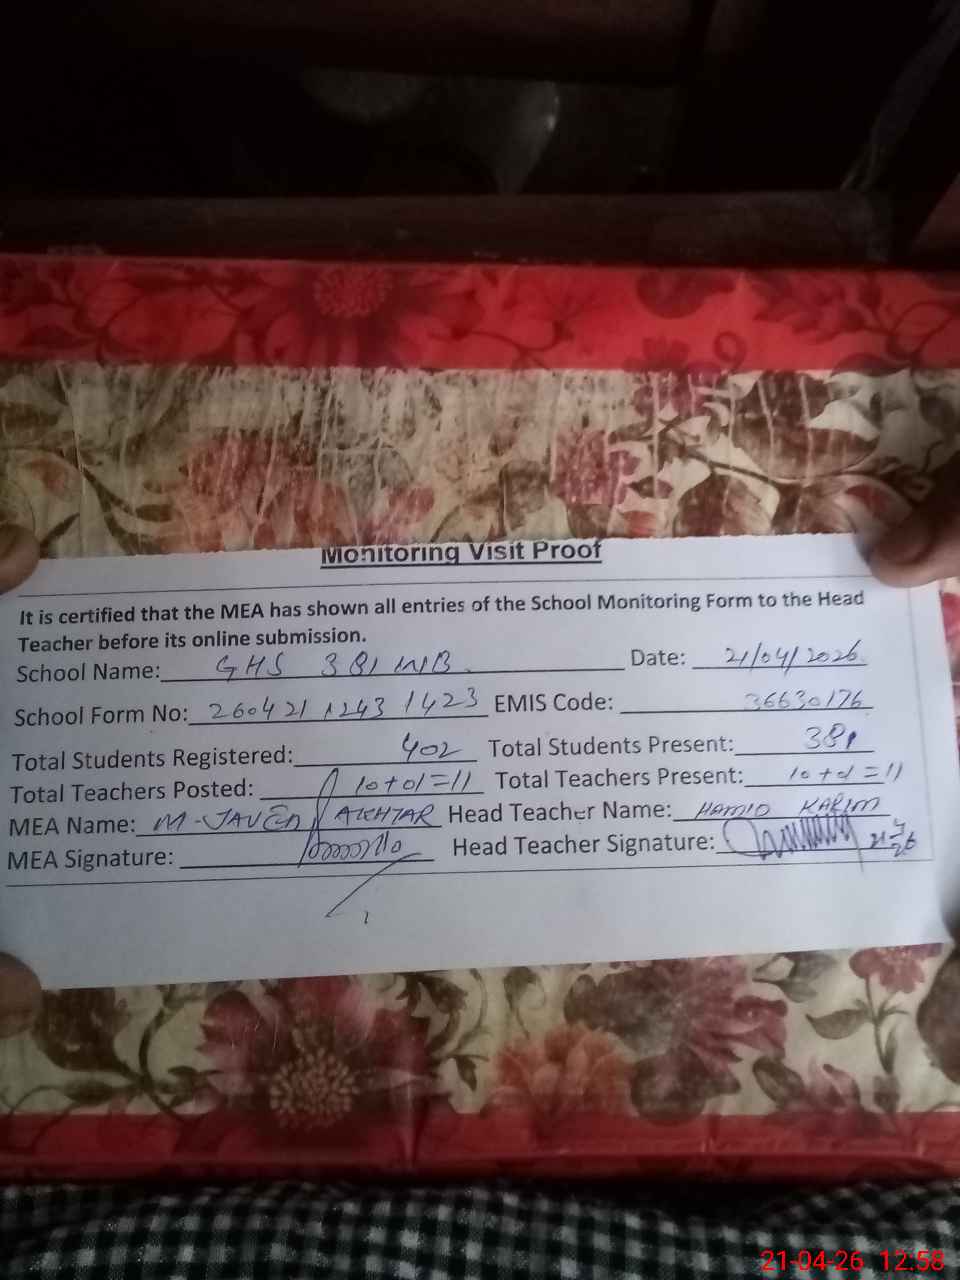 Monitoring Visit Proof
It is certified that the MEA has shown all entries of the School Monitoring Form to the Head
Teacher before its online submission.
School Name: GHS 381 W/B Date: 21/04/2026
School Form No: 260421 1243 1423 EMIS Code: 36630176
Total Students Registered: 402 Total Students Present: 381
Total Teachers Posted: 10+01=11 Total Teachers Present: 10+01=11
MEA Name: M-JAVED AKHTAR Head Teacher Name: HAMID KARIM
MEA Signature: Head Teacher Signature:
21-04-26 12:58